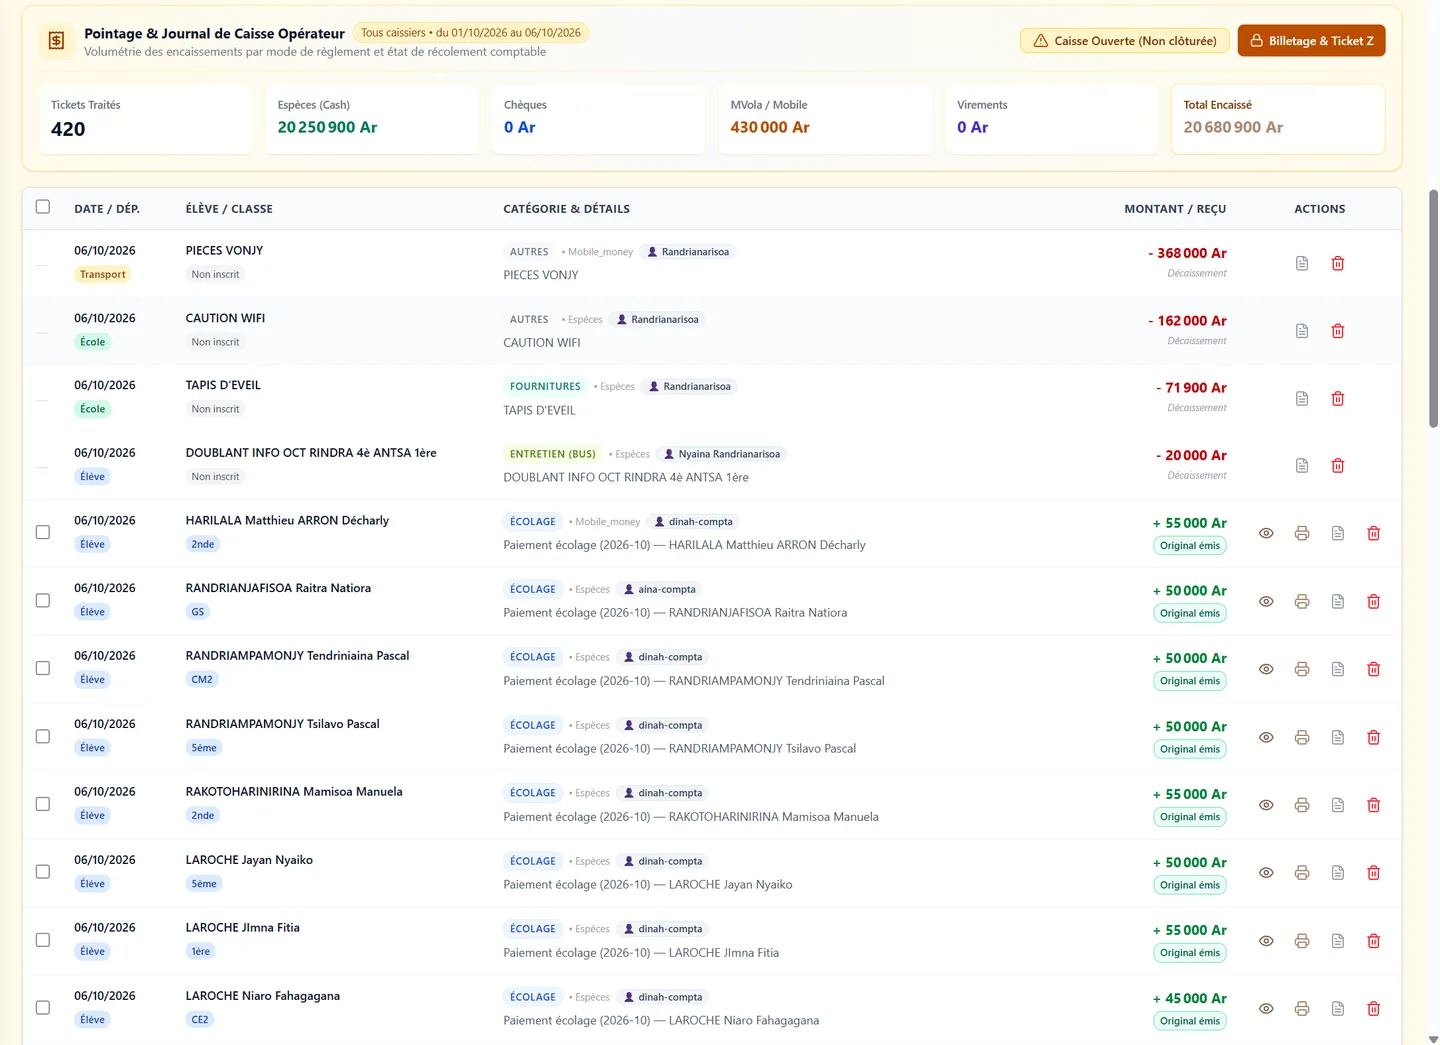 Pointage & Journal de Caisse Opérateur
Tous caissiers • du 01/10/2026 au 06/10/2026
Volumétrie des encaissements par mode de règlement et état de récolement comptable
Caisse Ouverte (Non clôturée)
Billetage & Ticket Z
Tickets Traités
420
Espèces (Cash)
20 250 900 Ar
Chèques
0 Ar
MVola / Mobile
430 000 Ar
Virements
0 Ar
Total Encaissé
20 680 900 Ar
DATE / DÉP. ÉLÈVE / CLASSE CATÉGORIE & DÉTAILS MONTANT / REÇU ACTIONS
06/10/2026 PIECES VONJY AUTRES • Mobile_money Randrianarisoa - 368 000 Ar
Transport Non inscrit PIECES VONJY Décaissement
06/10/2026 CAUTION WIFI AUTRES • Espèces Randrianarisoa - 162 000 Ar
École Non inscrit CAUTION WIFI Décaissement
06/10/2026 TAPIS D'EVEIL FOURNITURES • Espèces Randrianarisoa - 71 900 Ar
École Non inscrit TAPIS D'EVEIL Décaissement
06/10/2026 DOUBLANT INFO OCT RINDRA 4è ANTSA 1ère ENTRETIEN (BUS) • Espèces Nyaina Randrianarisoa - 20 000 Ar
Élève Non inscrit DOUBLANT INFO OCT RINDRA 4è ANTSA 1ère Décaissement
06/10/2026 HARILALA Matthieu ARRON Décharly ÉCOLAGE • Mobile_money dinah-compta + 55 000 Ar
Élève 2nde Paiement écolage (2026-10) — HARILALA Matthieu ARRON Décharly Original émis
06/10/2026 RANDRIANJAFISOA Raitra Natiora ÉCOLAGE • Espèces aina-compta + 50 000 Ar
Élève GS Paiement écolage (2026-10) — RANDRIANJAFISOA Raitra Natiora Original émis
06/10/2026 RANDRIAMPAMONJY Tendriniaina Pascal ÉCOLAGE • Espèces dinah-compta + 50 000 Ar
Élève CM2 Paiement écolage (2026-10) — RANDRIAMPAMONJY Tendriniaina Pascal Original émis
06/10/2026 RANDRIAMPAMONJY Tsilavo Pascal ÉCOLAGE • Espèces dinah-compta + 50 000 Ar
Élève 5ème Paiement écolage (2026-10) — RANDRIAMPAMONJY Tsilavo Pascal Original émis
06/10/2026 RAKOTOHARINIRINA Mamisoa Manuela ÉCOLAGE • Espèces dinah-compta + 55 000 Ar
Élève 2nde Paiement écolage (2026-10) — RAKOTOHARINIRINA Mamisoa Manuela Original émis
06/10/2026 LAROCHE Jayan Nyaiko ÉCOLAGE • Espèces dinah-compta + 50 000 Ar
Élève 5ème Paiement écolage (2026-10) — LAROCHE Jayan Nyaiko Original émis
06/10/2026 LAROCHE JImna Fitia ÉCOLAGE • Espèces dinah-compta + 55 000 Ar
Élève 1ère Paiement écolage (2026-10) — LAROCHE JImna Fitia Original émis
06/10/2026 LAROCHE Niaro Fahagagana ÉCOLAGE • Espèces dinah-compta + 45 000 Ar
Élève CE2 Paiement écolage (2026-10) — LAROCHE Niaro Fahagagana Original émis